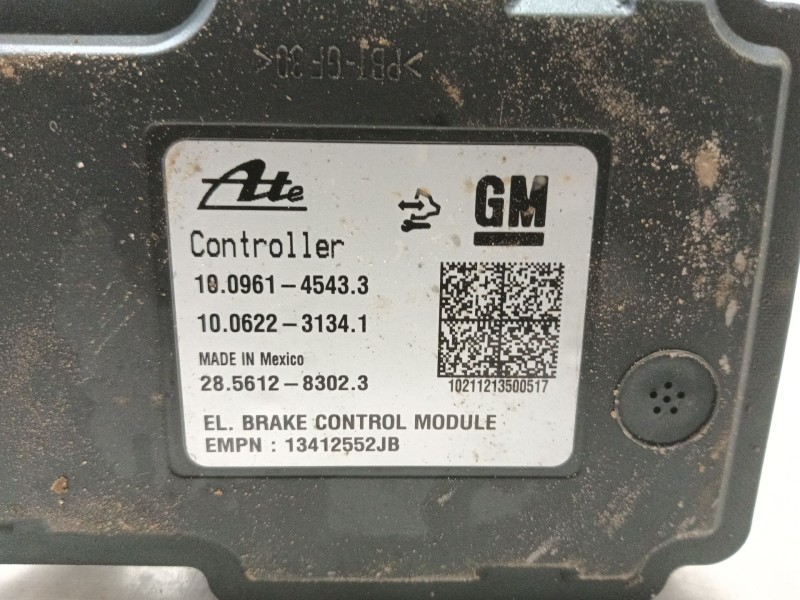 >PBT-GF30<
Ate
GM
Controller
10.0961-4543.3
10.0622-3134.1
MADE IN Mexico
28.5612-8302.3
10211213500517
EL. BRAKE CONTROL MODULE
EMPN : 13412552JB